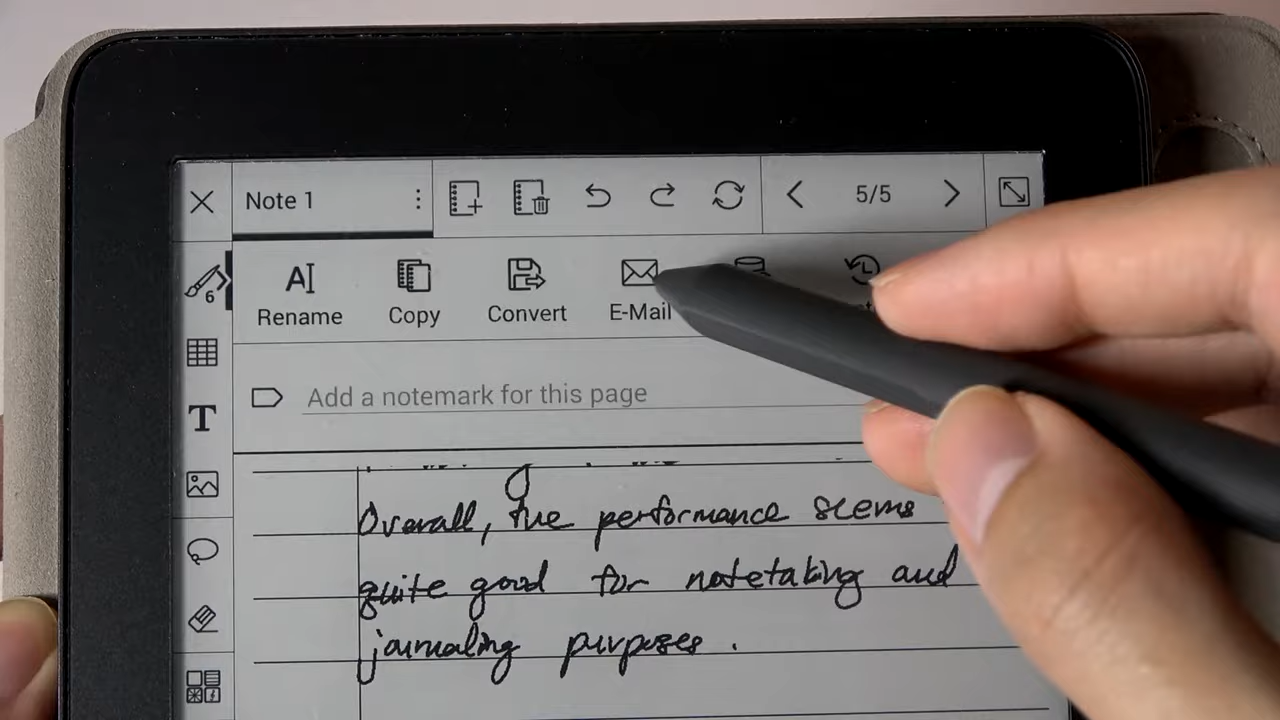 Note 1
5/5
6
Rename Copy Convert E-Mail
Add a notemark for this page
T
Overall, the performance seems
quite good for notetaking and
journaling purposes.